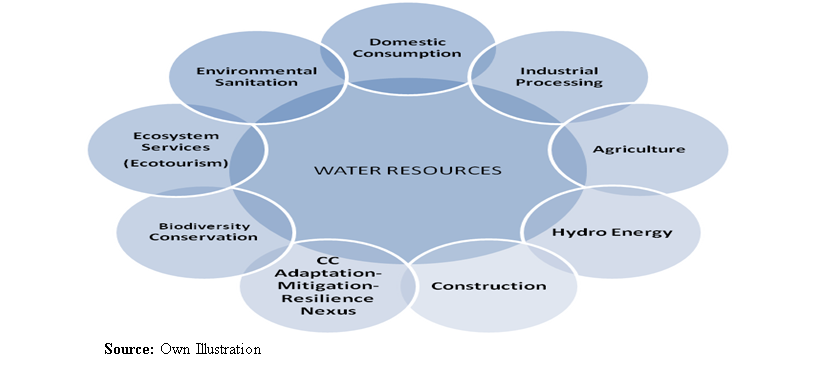 Domestic
Consumption
Industrial
Processing
Agriculture
Hydro Energy
Construction
CC
Adaptation-
Mitigation-
Resilience
Nexus
Biodiversity
Conservation
Ecosystem
Services
(Ecotourism)
Environmental
Sanitation
WATER RESOURCES
Source: Own Illustration